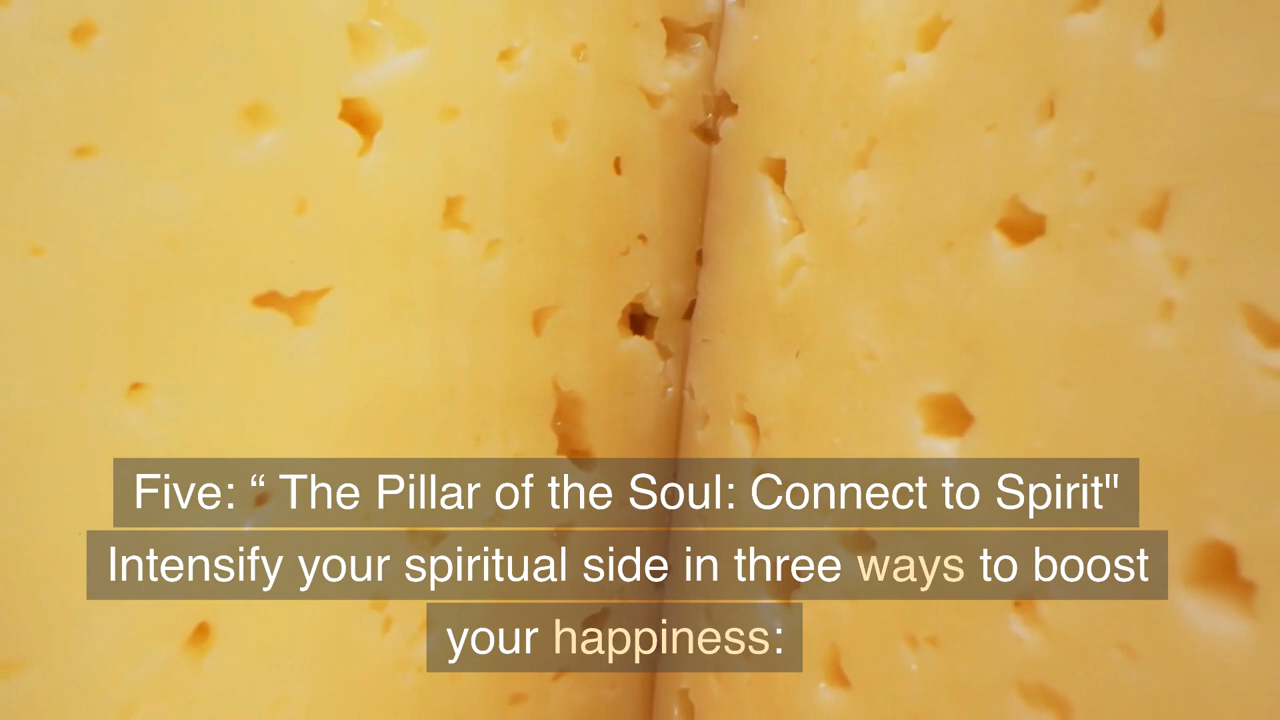 Five: “ The Pillar of the Soul: Connect to Spirit"
Intensify your spiritual side in three ways to boost
your happiness: